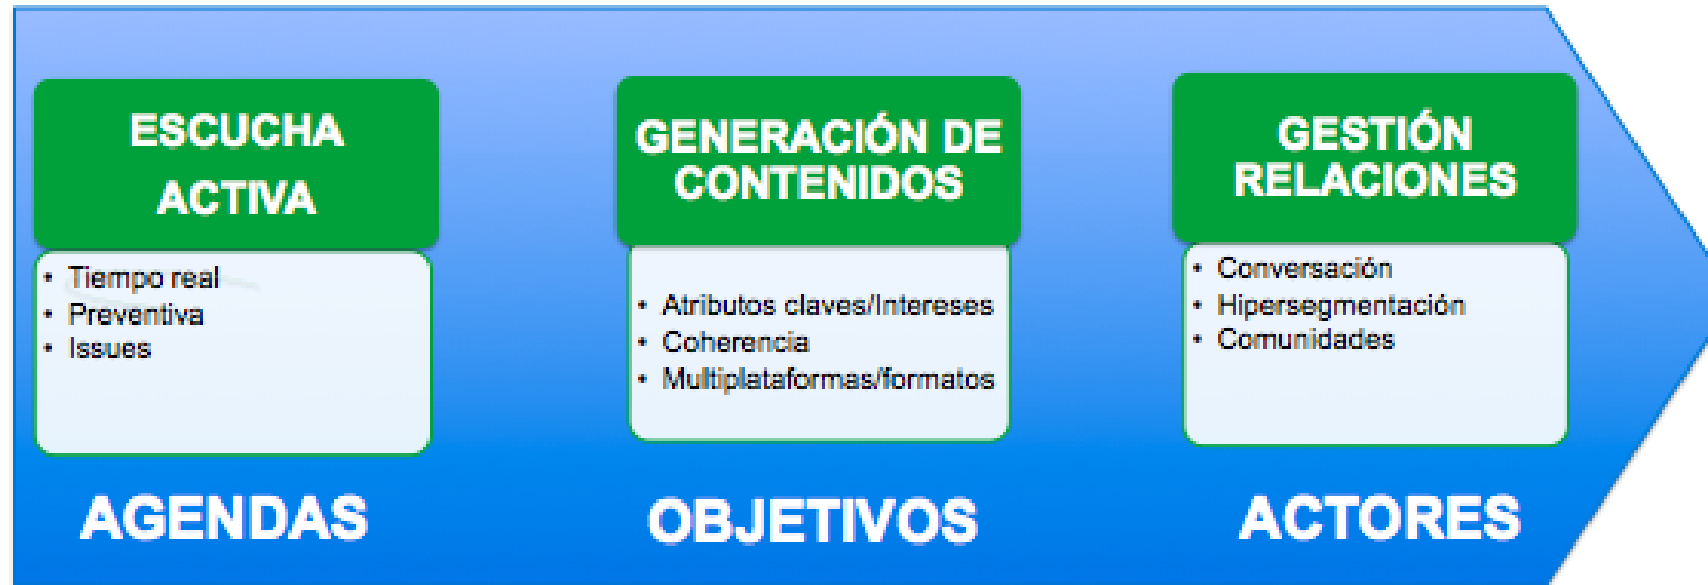 ESCUCHA
ACTIVA
• Tiempo real
• Preventiva
• Issues
AGENDAS
GENERACIÓN DE
CONTENIDOS
• Atributos claves/Intereses
• Coherencia
• Multiplataformas/formatos
OBJETIVOS
GESTIÓN
RELACIONES
• Conversación
• Hipersegmentación
• Comunidades
ACTORES